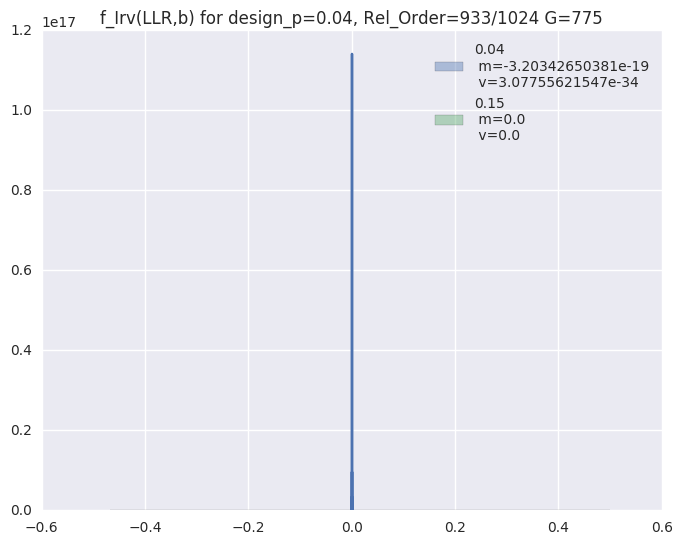 f_Irv(LLR,b) for design_p=0.04, Rel_Order=933/1024 G=775
1e17
1.2
1.0
0.8
0.6
0.4
0.2
0.0
−0.6
−0.4
−0.2
0.0
0.2
0.4
0.6
0.04
m=-3.20342650381e-19
v=3.07755621547e-34
0.15
m=0.0
v=0.0